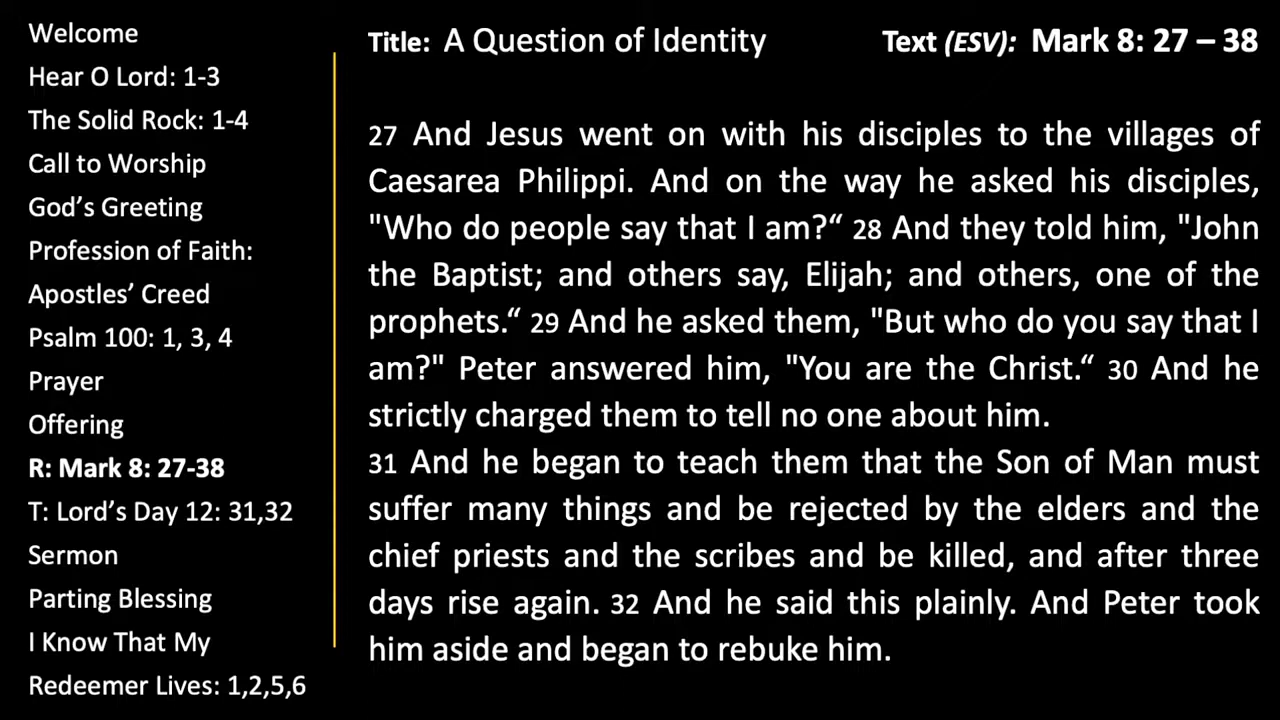 Welcome
Hear O Lord: 1-3
The Solid Rock: 1-4
Call to Worship
God’s Greeting
Profession of Faith:
Apostles’ Creed
Psalm 100: 1, 3, 4
Prayer
Offering
R: Mark 8: 27-38
T: Lord’s Day 12: 31,32
Sermon
Parting Blessing
I Know That My
Redeemer Lives: 1,2,5,6
Title: A Question of Identity
Text (ESV): Mark 8: 27 – 38
27 And Jesus went on with his disciples to the villages of
Caesarea Philippi. And on the way he asked his disciples,
"Who do people say that I am?“ 28 And they told him, "John
the Baptist; and others say, Elijah; and others, one of the
prophets.“ 29 And he asked them, "But who do you say that I
am?" Peter answered him, "You are the Christ.“ 30 And he
strictly charged them to tell no one about him.
31 And he began to teach them that the Son of Man must
suffer many things and be rejected by the elders and the
chief priests and the scribes and be killed, and after three
days rise again. 32 And he said this plainly. And Peter took
him aside and began to rebuke him.